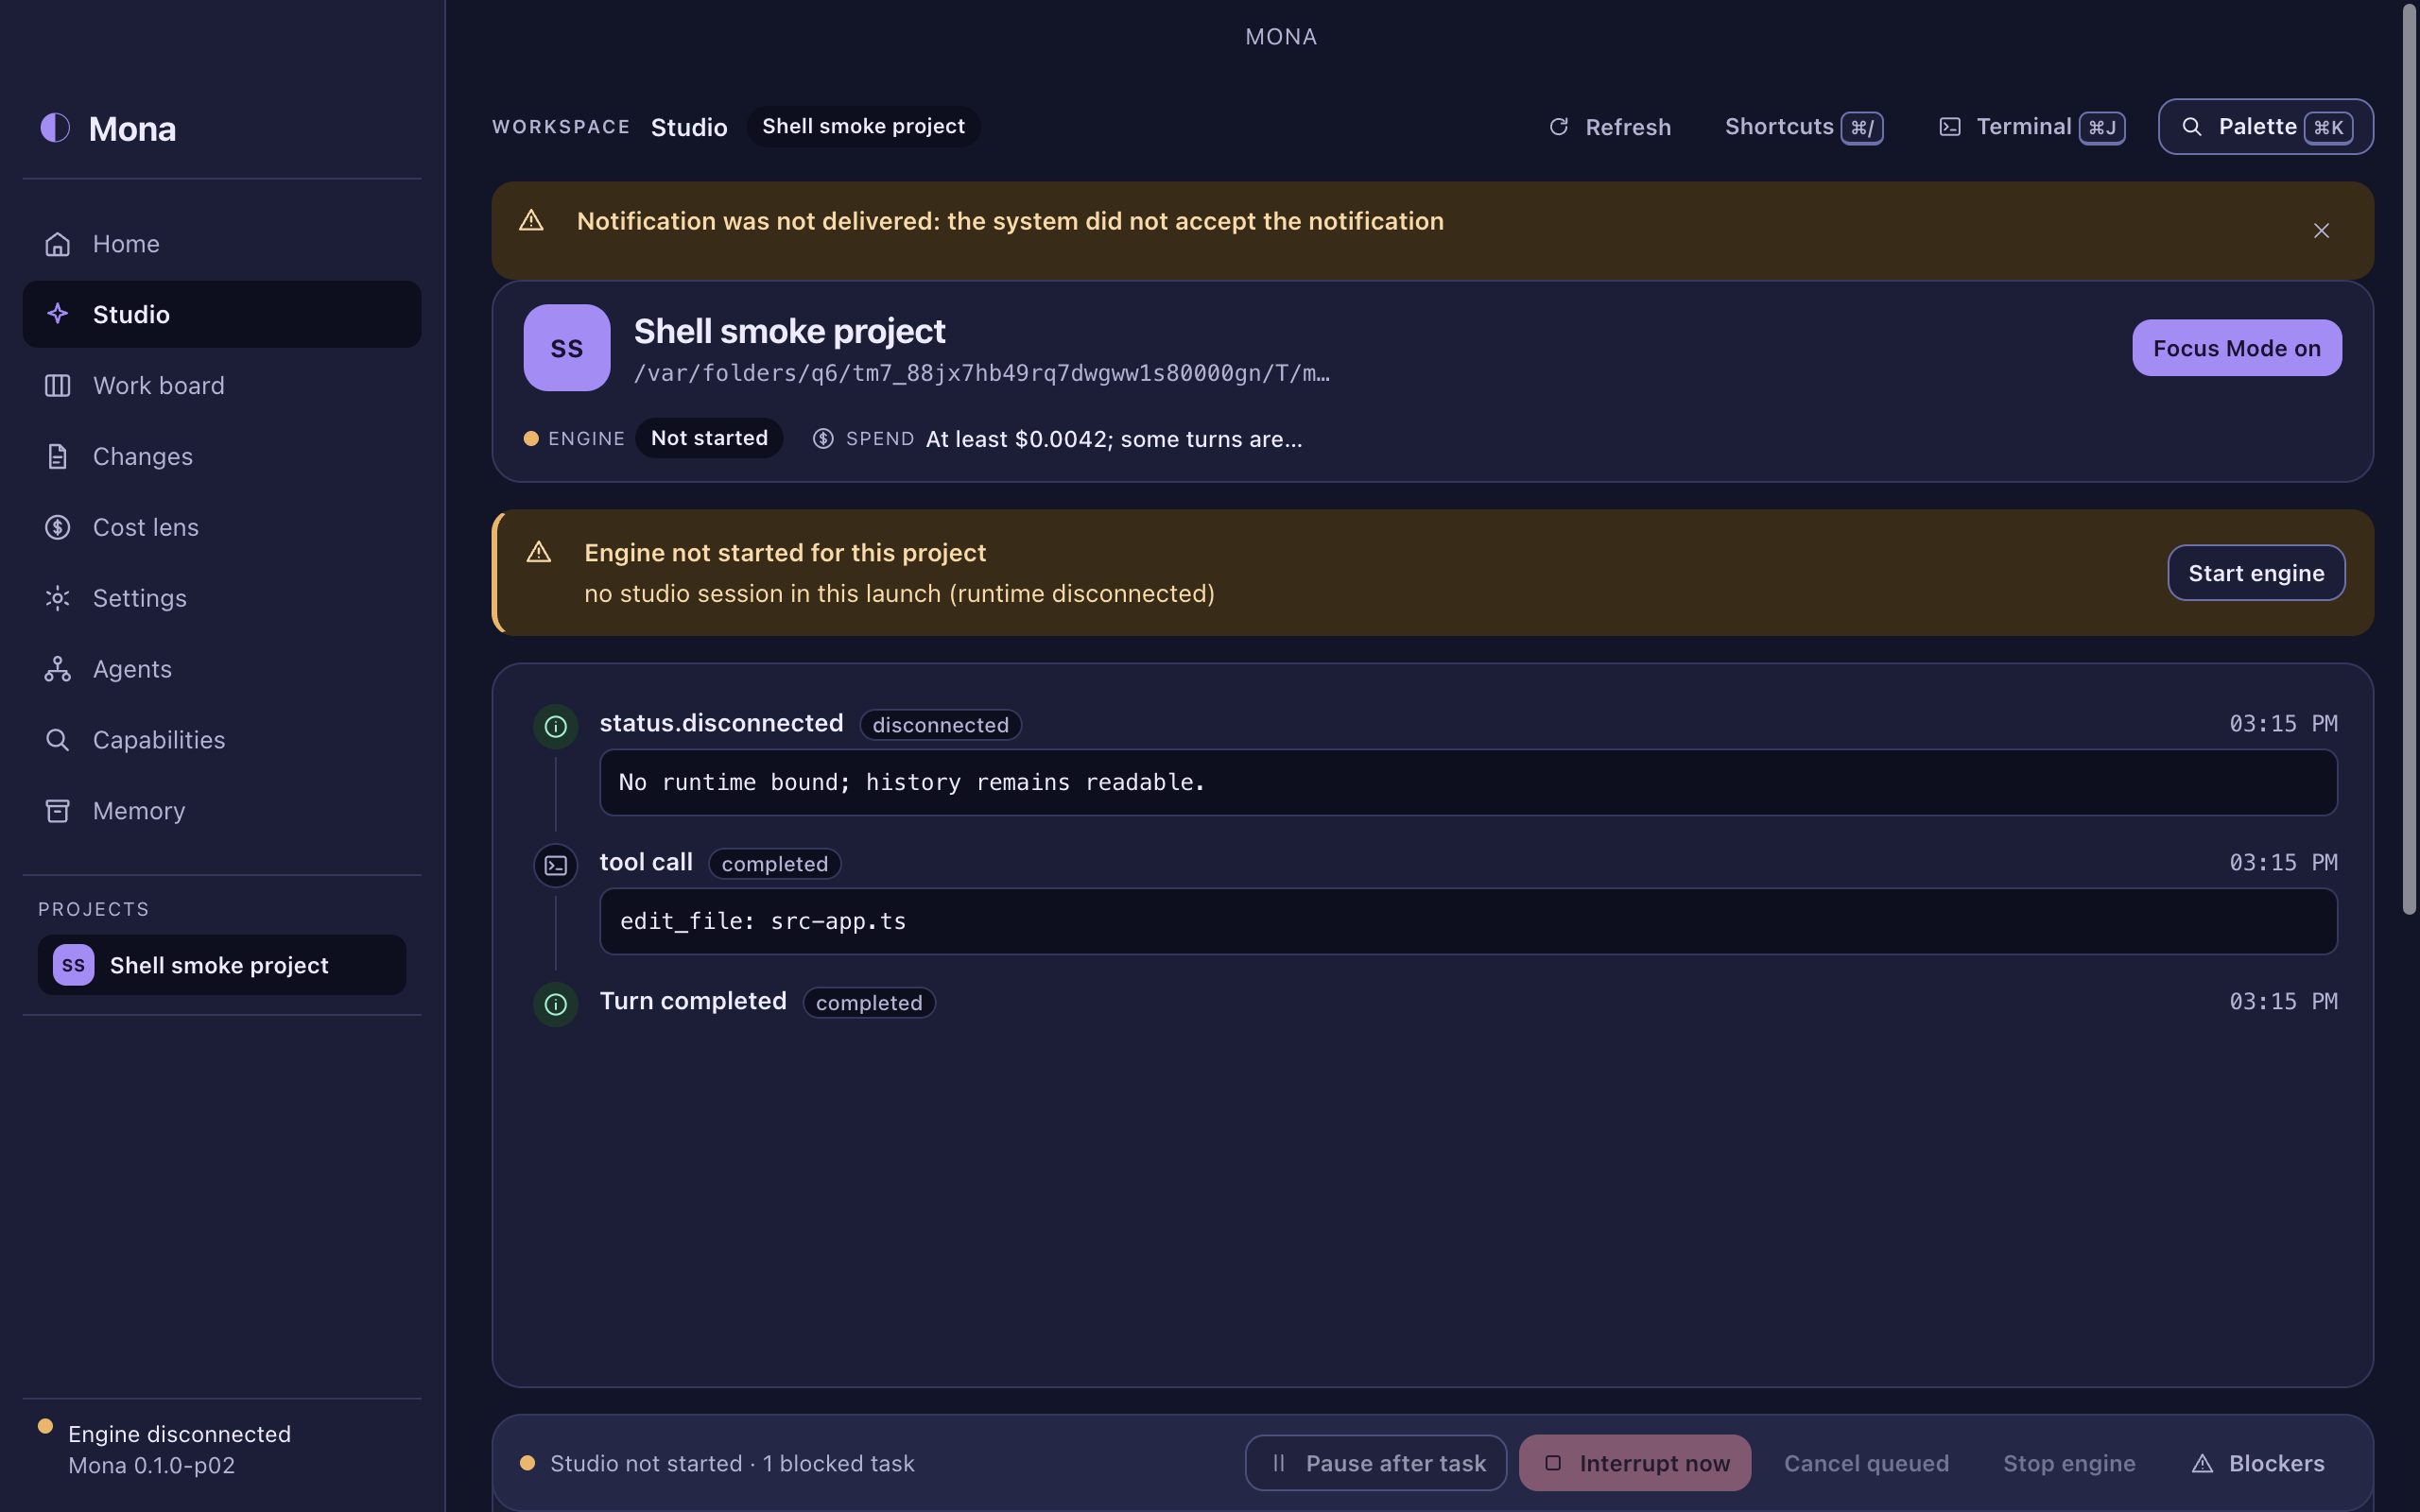 MONA
Mona
Home
Studio
Work board
Changes
Cost lens
Settings
Agents
Capabilities
Memory
PROJECTS
SS Shell smoke project
Engine disconnected
Mona 0.1.0-p02
WORKSPACE Studio Shell smoke project Refresh Shortcuts ⌘/ Terminal ⌘J Palette ⌘K
Notification was not delivered: the system did not accept the notification
SS
Shell smoke project
/var/folders/q6/tm7_88jx7hb49rq7dwgww1s80000gn/T/m…
Focus Mode on
ENGINE Not started SPEND At least $0.0042; some turns are...
Engine not started for this project
no studio session in this launch (runtime disconnected)
Start engine
status.disconnected disconnected 03:15 PM
No runtime bound; history remains readable.
tool call completed 03:15 PM
edit_file: src-app.ts
Turn completed completed 03:15 PM
Studio not started · 1 blocked task Pause after task Interrupt now Cancel queued Stop engine Blockers